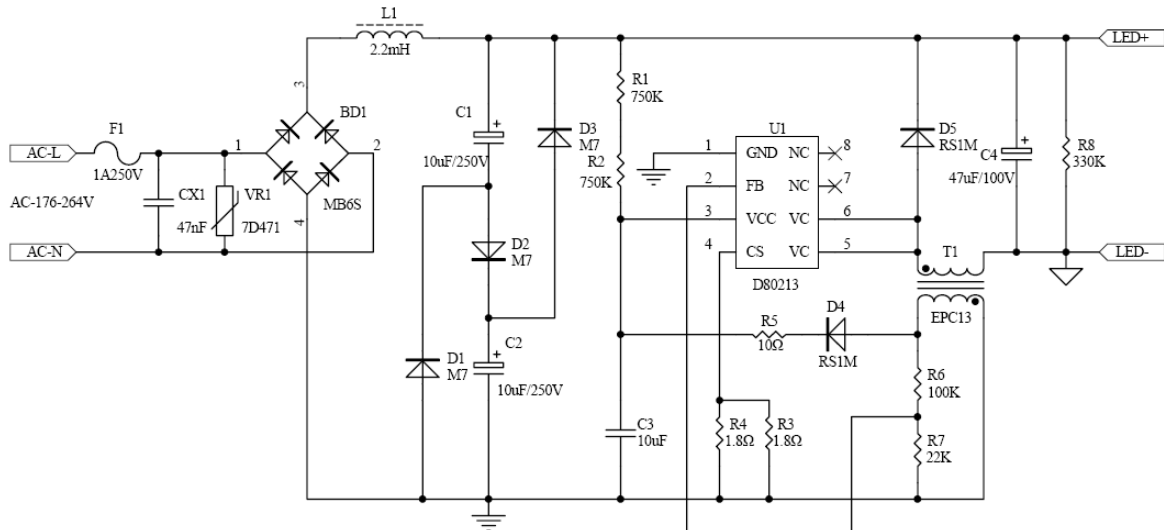 L1
2.2mH
LED+
3
BD1
F1
AC-L
1A250V
1
2
AC-176-264V
CX1
47nF
VR1
7D471
4
MB6S
AC-N
C1
+
10uF/250V
D3
M7
D2
M7
D1
M7
C2
+
10uF/250V
R1
750K
R2
750K
U1
1
GND
NC
8
2
FB
NC
7
3
VCC
VC
6
4
CS
VC
5
D80213
D5
RS1M
C4
+
47uF/100V
R8
330K
T1
LED-
EPC13
R5
10Ω
D4
RS1M
R6
100K
R7
22K
C3
10uF
R4
1.8Ω
R3
1.8Ω